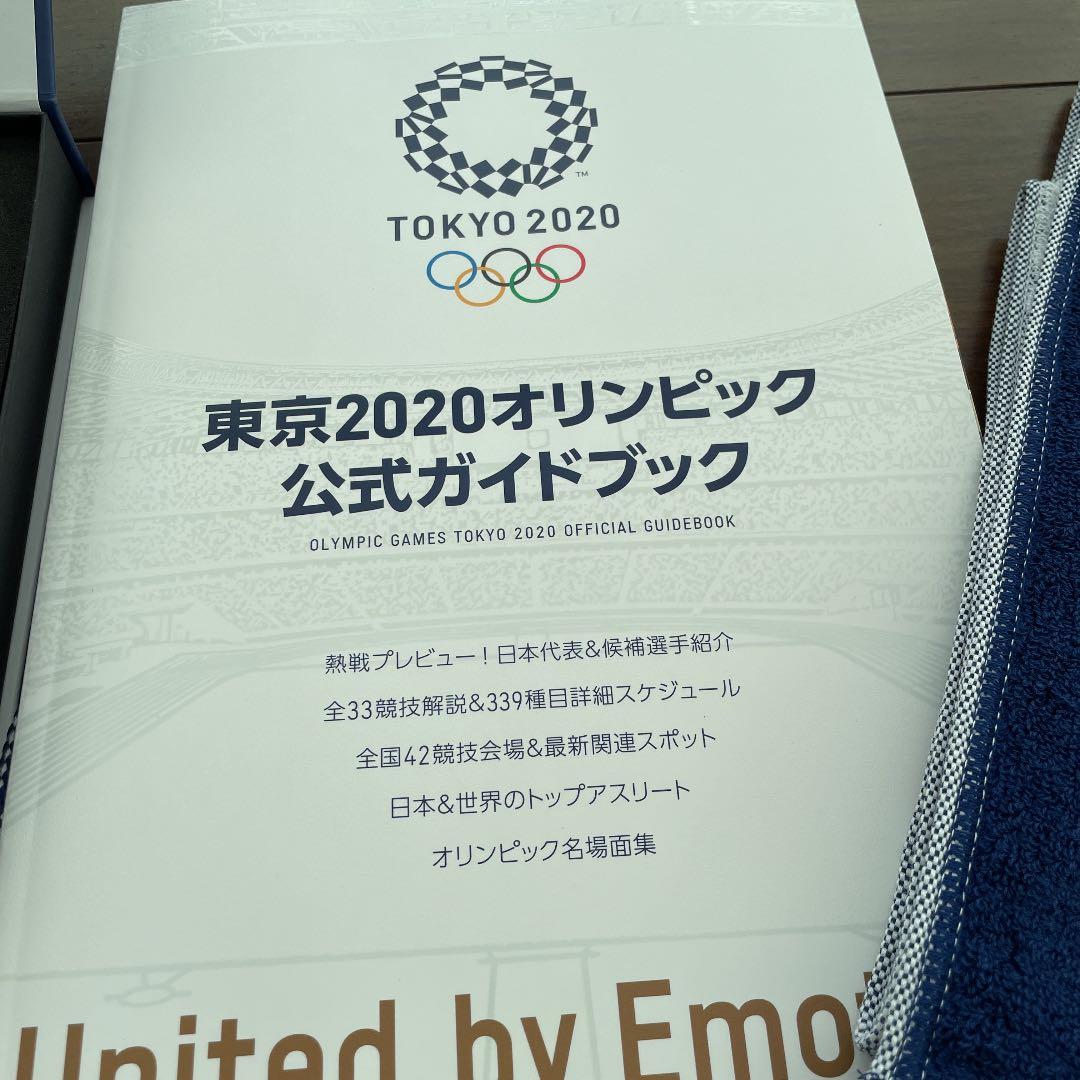 TM
TOKYO 2020
東京2020オリンピック
公式ガイドブック
OLYMPIC GAMES TOKYO 2020 OFFICIAL GUIDEBOOK
熱戦プレビュー!日本代表&候補選手紹介
全33競技解説&339種目詳細スケジュール
全国42競技会場&最新関連スポット
日本&世界のトップアスリート
オリンピック名場面集
United by Emo